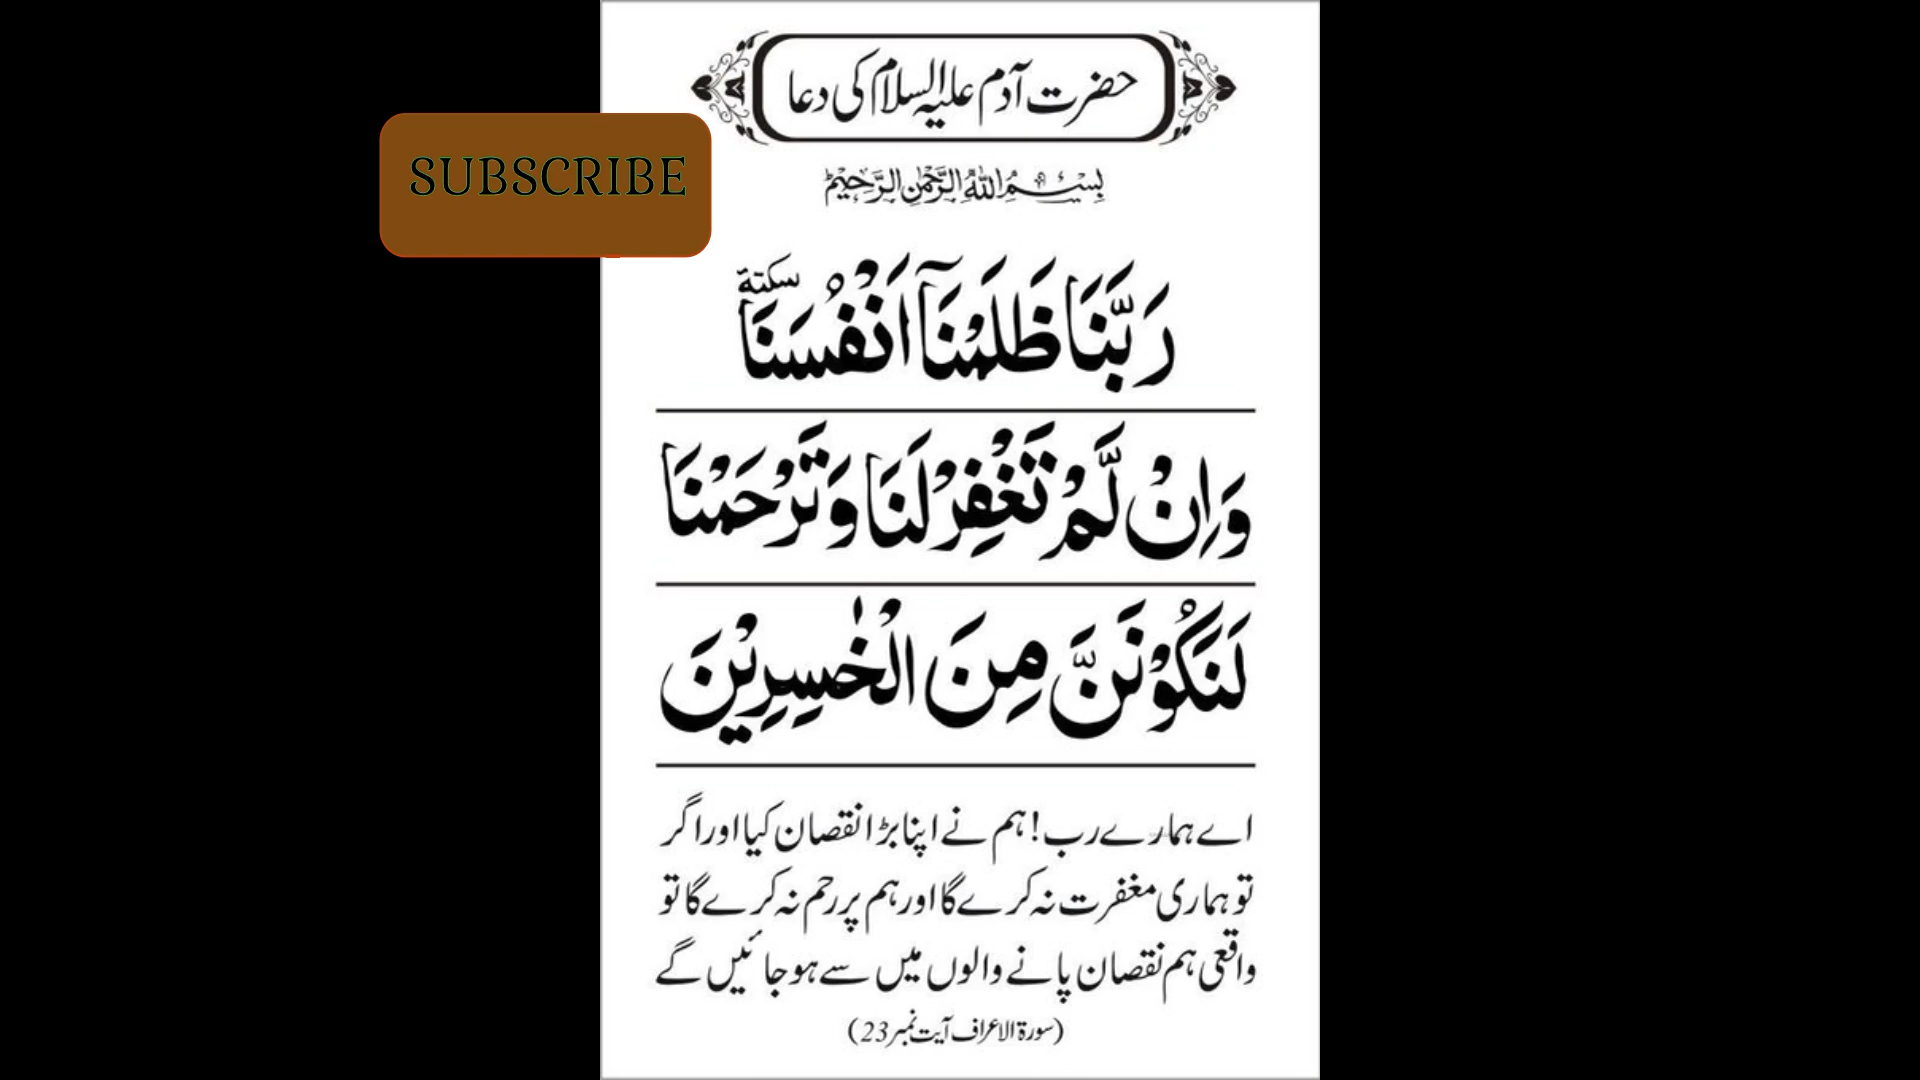 حضرت آدم علیہ السلام کی دعا
SUBSCRIBE
بِسْمِ اللّٰهِ الرَّحْمٰنِ الرَّحِيْمِ
رَبَّنَا ظَلَمْنَآ اَنْفُسَنَا سكتة
وَاِنْ لَّمْ تَغْفِرْ لَنَا وَتَرْحَمْنَا
لَنَكُوْنَنَّ مِنَ الْخٰسِرِيْنَ
اے ہمارے رب! ہم نے اپنا بڑا نقصان کیا اور اگر
تو ہماری مغفرت نہ کرے گا اور ہم پر رحم نہ کرے گا تو
واقعی ہم نقصان پانے والوں میں سے ہو جائیں گے
(سورۃ الاعراف آیت نمبر 23)